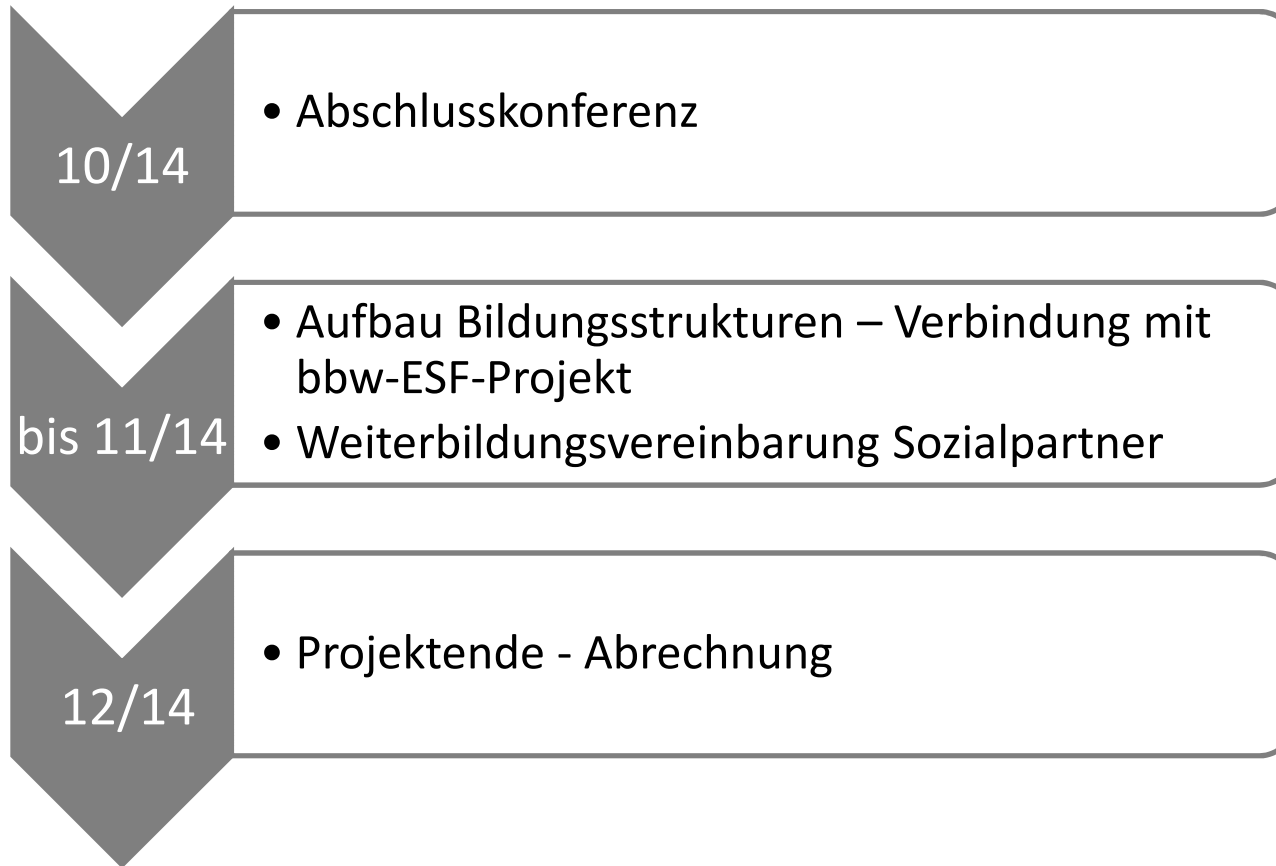 10/14
• Abschlusskonferenz
bis 11/14
• Aufbau Bildungsstrukturen – Verbindung mit
bbw-ESF-Projekt
• Weiterbildungsvereinbarung Sozialpartner
12/14
• Projektende - Abrechnung